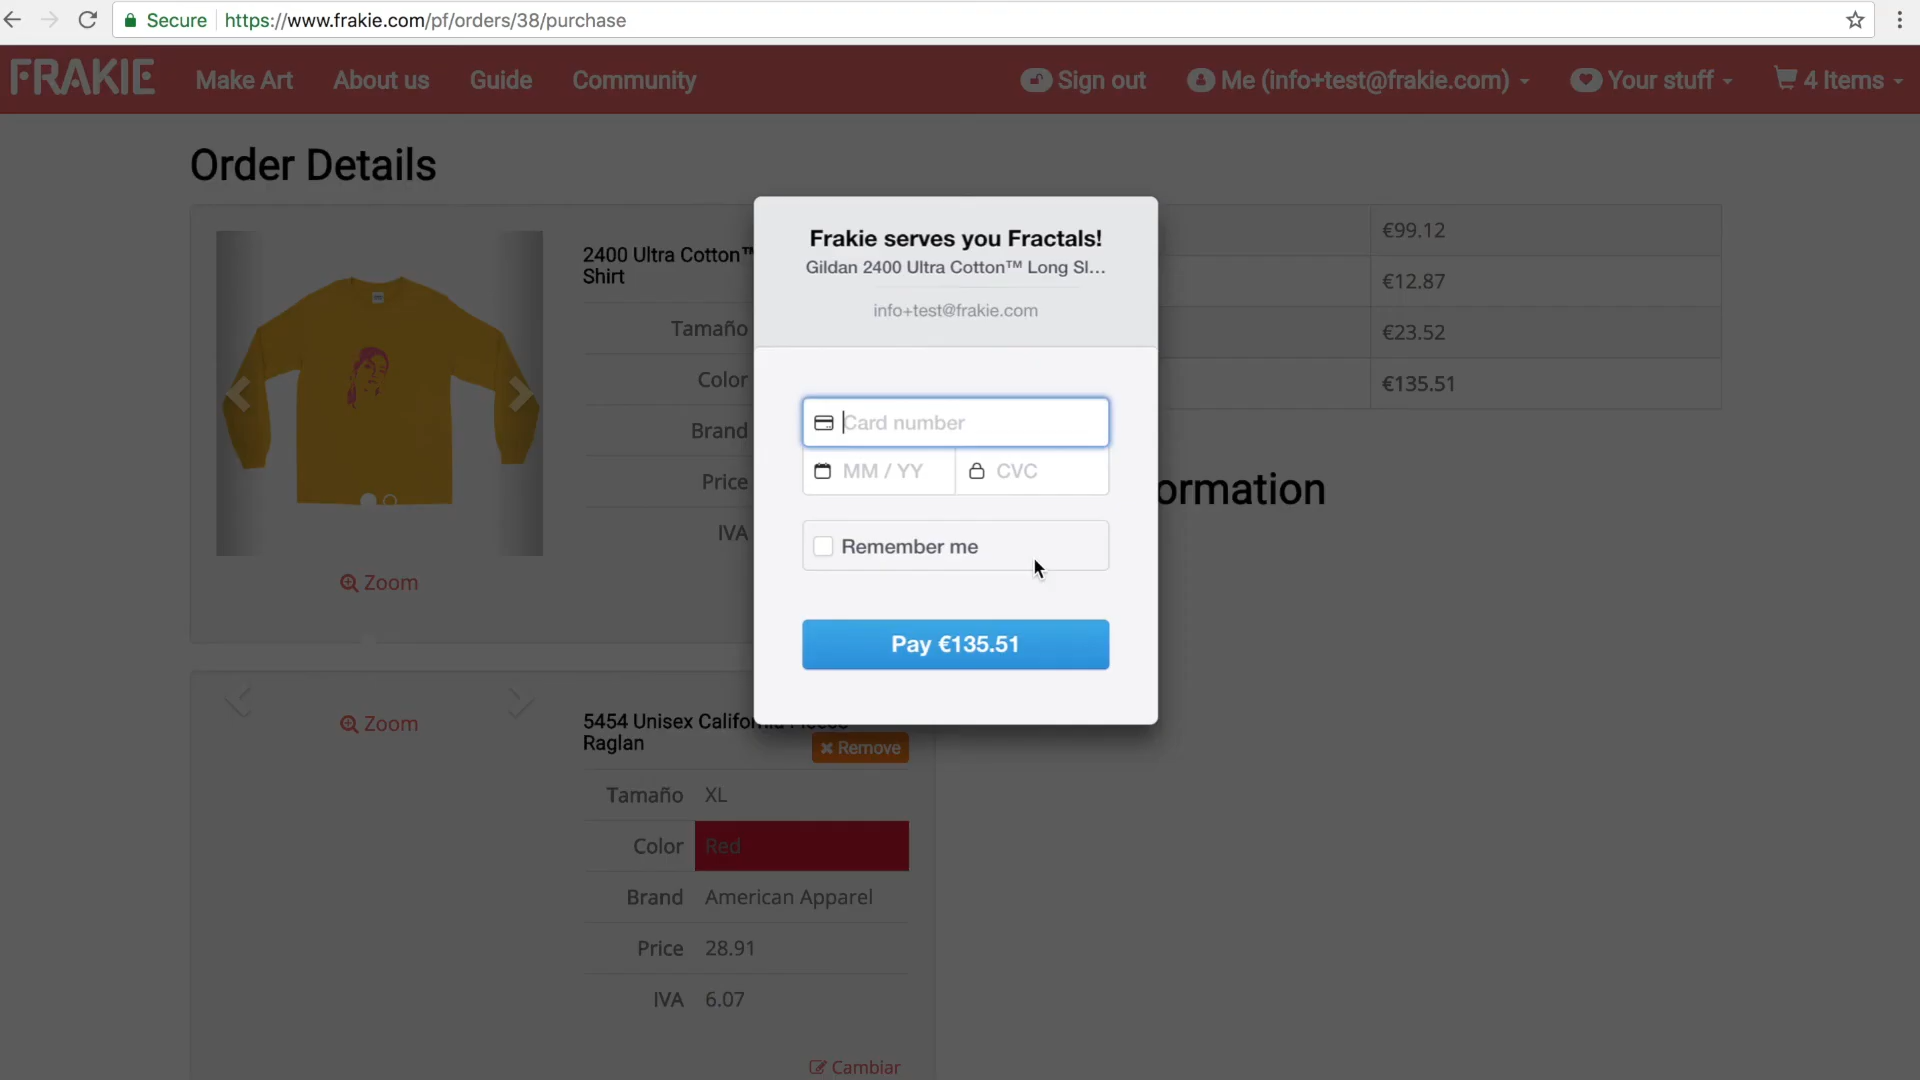 Secure https://www.frakie.com/pf/orders/38/purchase
FRAKIE Make Art About us Guide Community Sign out Me (info+test@frakie.com) Your stuff 4 Items
Order Details
2400 Ultra Cotton™
Shirt
Tamaño
Color
Brand
Price
IVA
Zoom
€99.12
€12.87
€23.52
€135.51
ormation
Frakie serves you Fractals!
Gildan 2400 Ultra Cotton™ Long Sl...
info+test@frakie.com
Card number
MM / YY CVC
Remember me
Pay €135.51
Zoom
5454 Unisex California
Raglan
Remove
Tamaño XL
Color Red
Brand American Apparel
Price 28.91
IVA 6.07
Cambiar